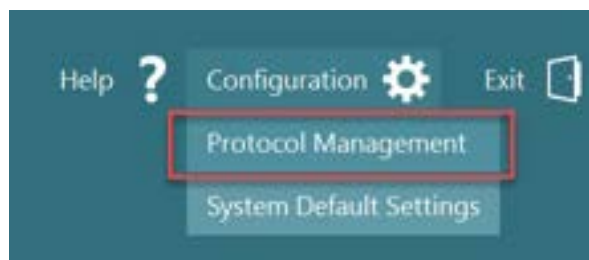 Help ? Configuration Exit
Protocol Management
System Default Settings